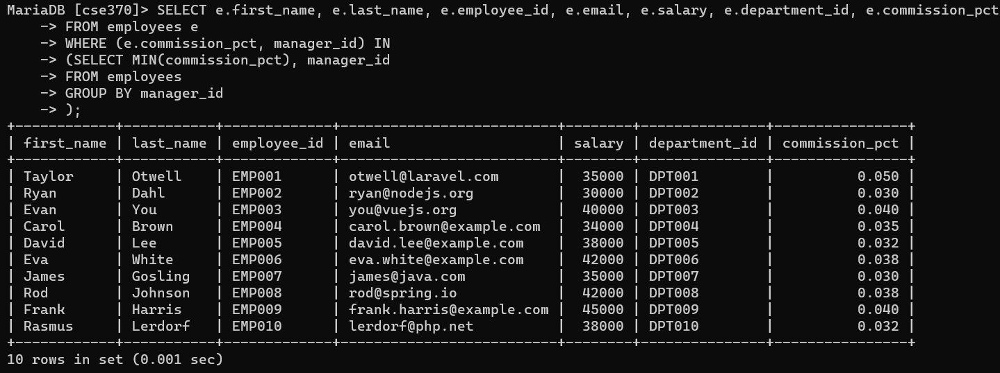 MariaDB [cse370]> SELECT e.first_name, e.last_name, e.employee_id, e.email, e.salary, e.department_id, e.commission_pct
    -> FROM employees e
    -> WHERE (e.commission_pct, manager_id) IN
    -> (SELECT MIN(commission_pct), manager_id
    -> FROM employees
    -> GROUP BY manager_id
    -> );
+------------+-----------+-------------+--------------------------+--------+---------------+----------------+
| first_name | last_name | employee_id | email                    | salary | department_id | commission_pct |
+------------+-----------+-------------+--------------------------+--------+---------------+----------------+
| Taylor     | Otwell    | EMP001      | otwell@laravel.com       |  35000 | DPT001        |          0.050 |
| Ryan       | Dahl      | EMP002      | ryan@nodejs.org          |  30000 | DPT002        |          0.030 |
| Evan       | You       | EMP003      | you@vuejs.org            |  40000 | DPT003        |          0.040 |
| Carol      | Brown     | EMP004      | carol.brown@example.com  |  34000 | DPT004        |          0.035 |
| David      | Lee       | EMP005      | david.lee@example.com    |  38000 | DPT005        |          0.032 |
| Eva        | White     | EMP006      | eva.white@example.com    |  42000 | DPT006        |          0.038 |
| James      | Gosling   | EMP007      | james@java.com           |  35000 | DPT007        |          0.030 |
| Rod        | Johnson   | EMP008      | rod@spring.io            |  42000 | DPT008        |          0.038 |
| Frank      | Harris    | EMP009      | frank.harris@example.com |  45000 | DPT009        |          0.040 |
| Rasmus     | Lerdorf   | EMP010      | lerdorf@php.net          |  38000 | DPT010        |          0.032 |
+------------+-----------+-------------+--------------------------+--------+---------------+----------------+
10 rows in set (0.001 sec)